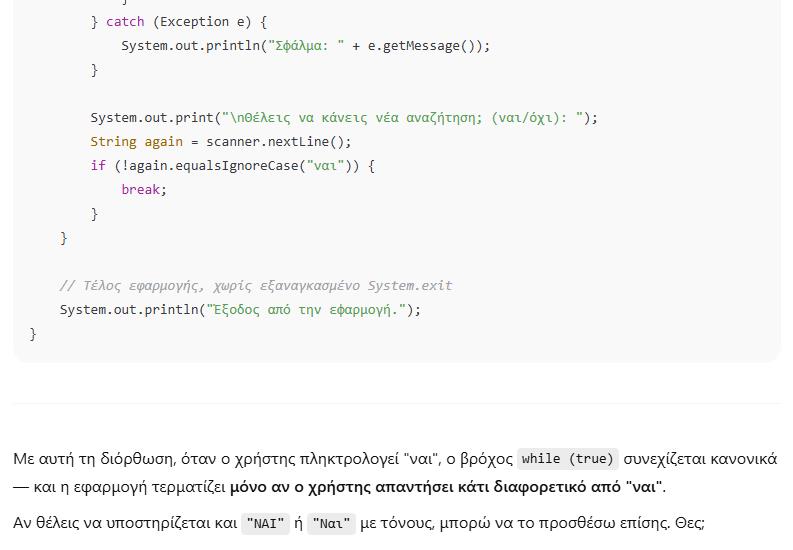 }
} catch (Exception e) {
System.out.println("Σφάλμα: " + e.getMessage());
}
System.out.print("\nΘέλεις να κάνεις νέα αναζήτηση; (ναι/όχι): ");
String again = scanner.nextLine();
if (!again.equalsIgnoreCase("ναι")) {
break;
}
}
// Τέλος εφαρμογής, χωρίς εξαναγκασμένο System.exit
System.out.println("Έξοδος από την εφαρμογή.");
}
Με αυτή τη διόρθωση, όταν ο χρήστης πληκτρολογεί "ναι", ο βρόχος while (true) συνεχίζεται κανονικά
— και η εφαρμογή τερματίζει μόνο αν ο χρήστης απαντήσει κάτι διαφορετικό από "ναι".
Αν θέλεις να υποστηρίζεται και "ΝΑΙ" ή "Ναι" με τόνους, μπορώ να το προσθέσω επίσης. Θες;